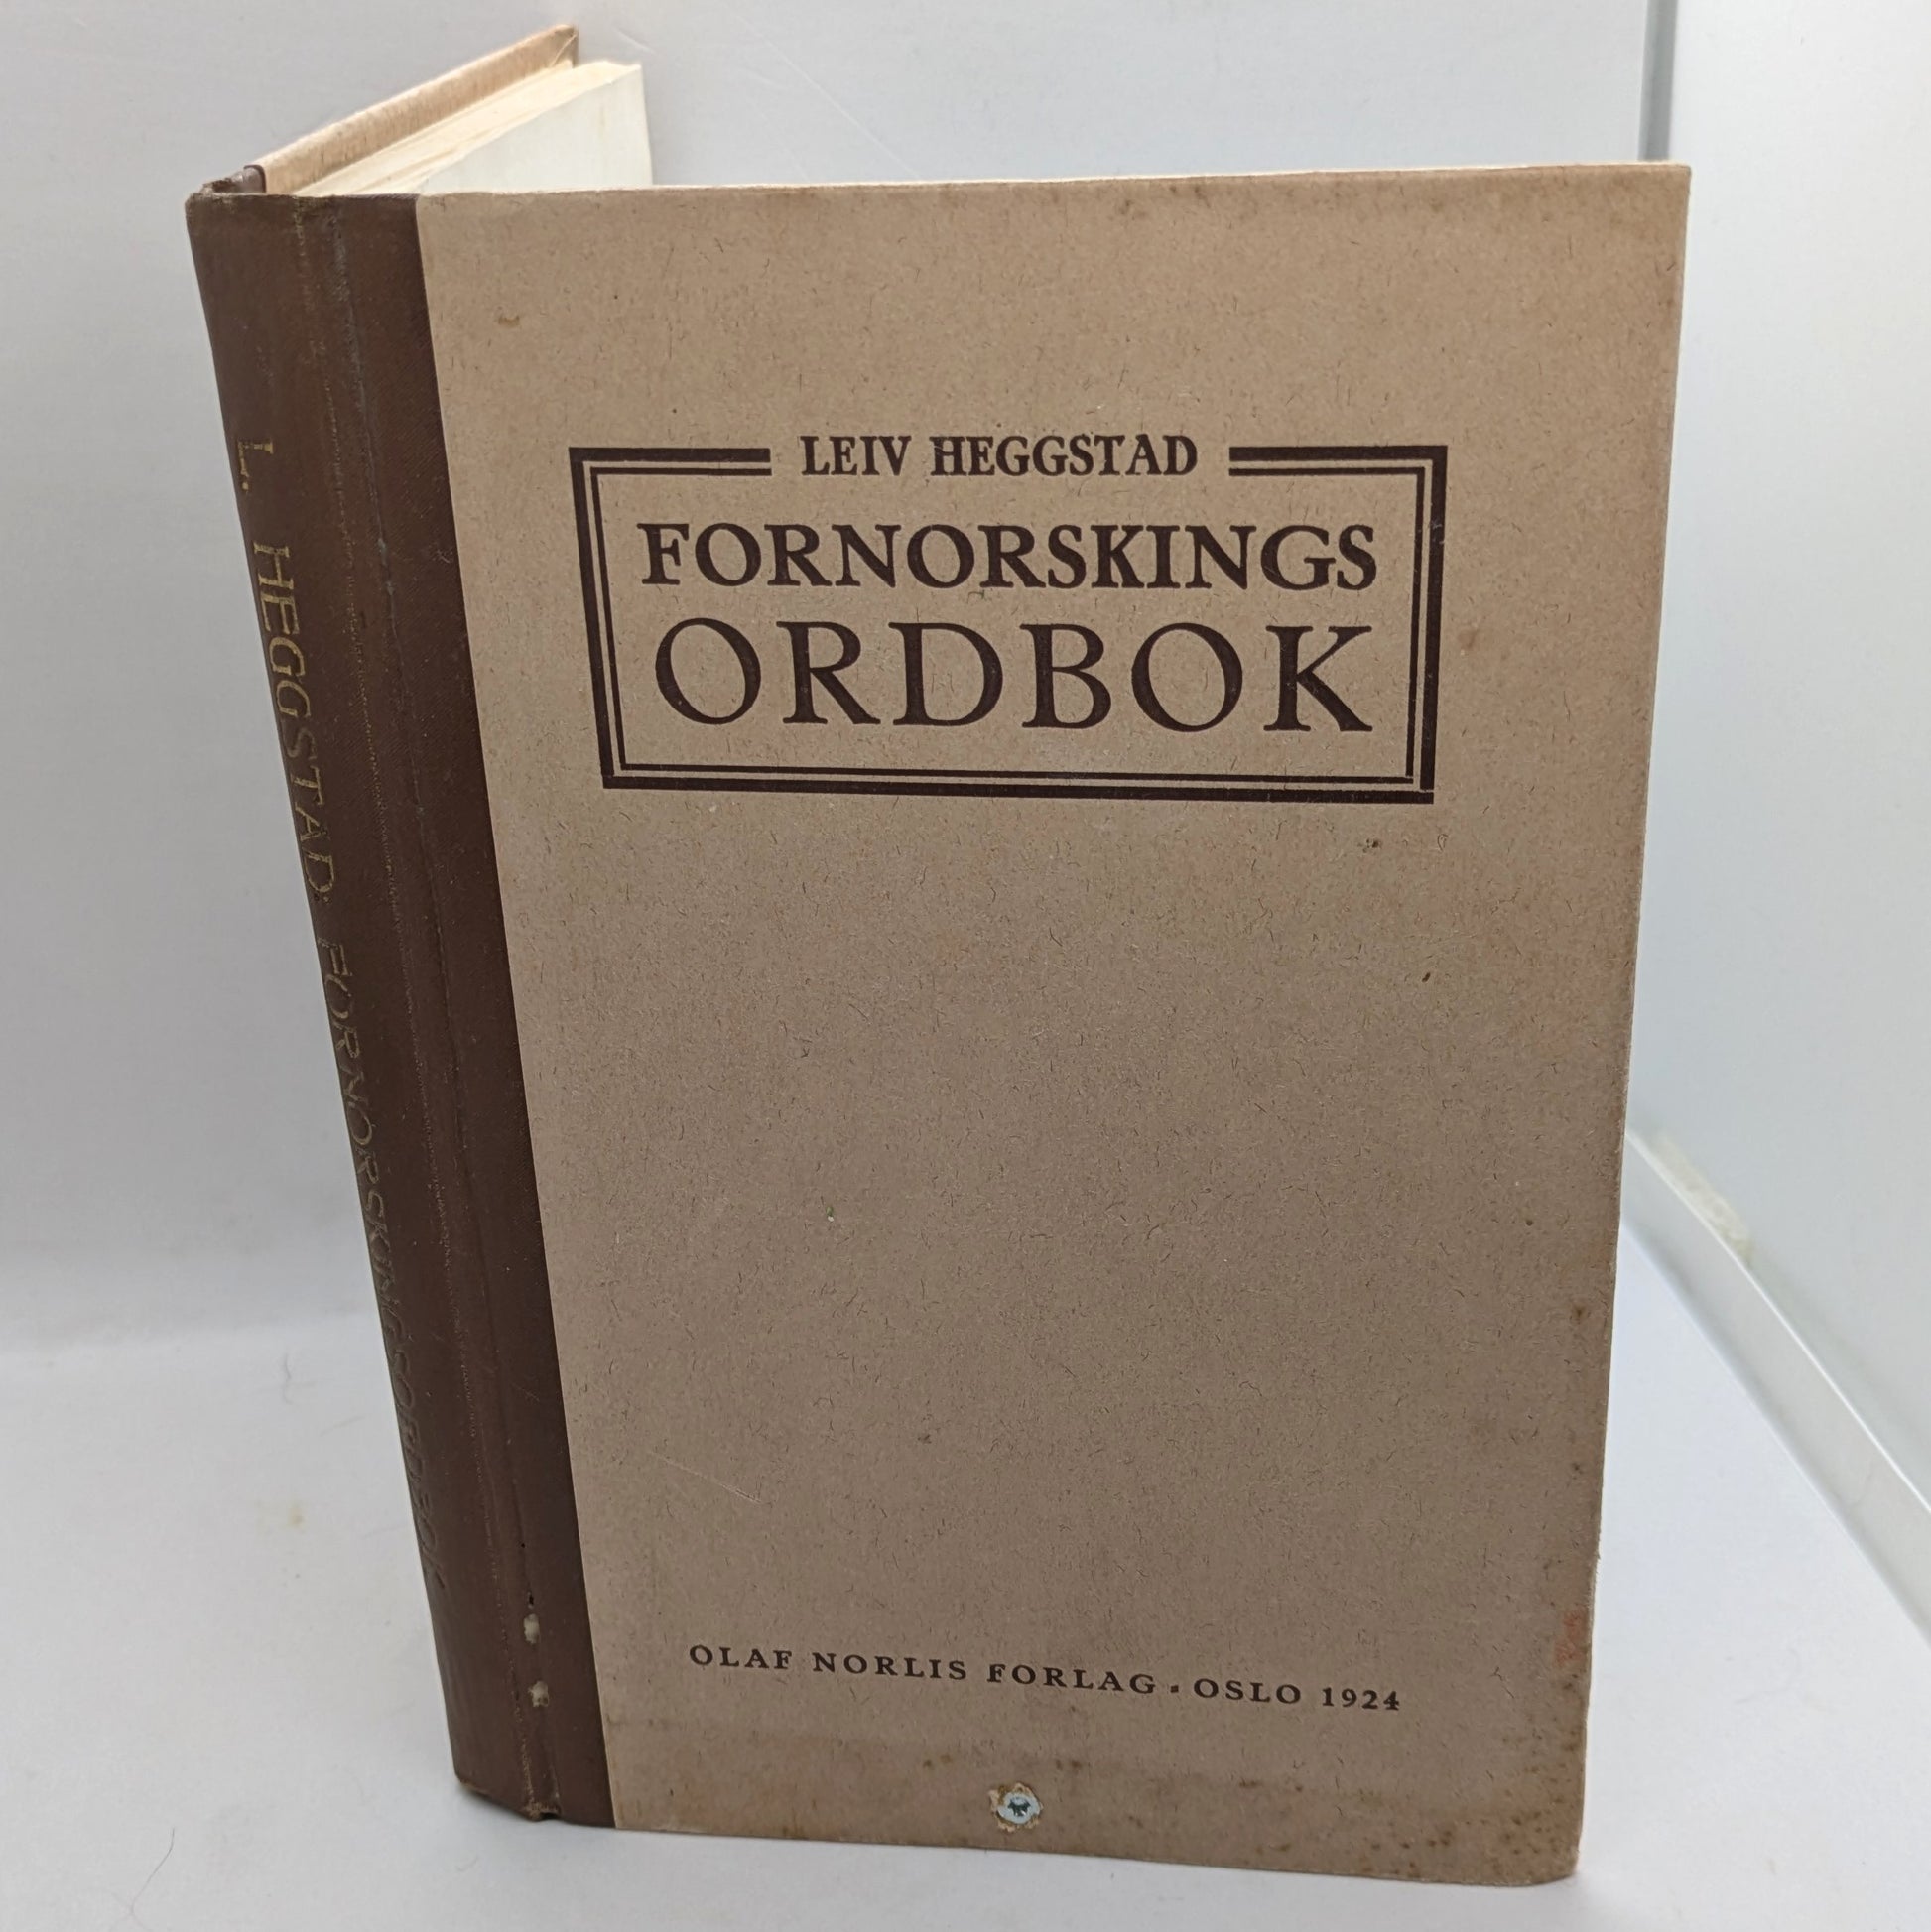 LEIV HEGGSTAD
FORNORSKINGS
ORDBOK
OLAF NORLIS FORLAG · OSLO 1924
L. HEGGSTAD: FORNORSKINGSORDBOK